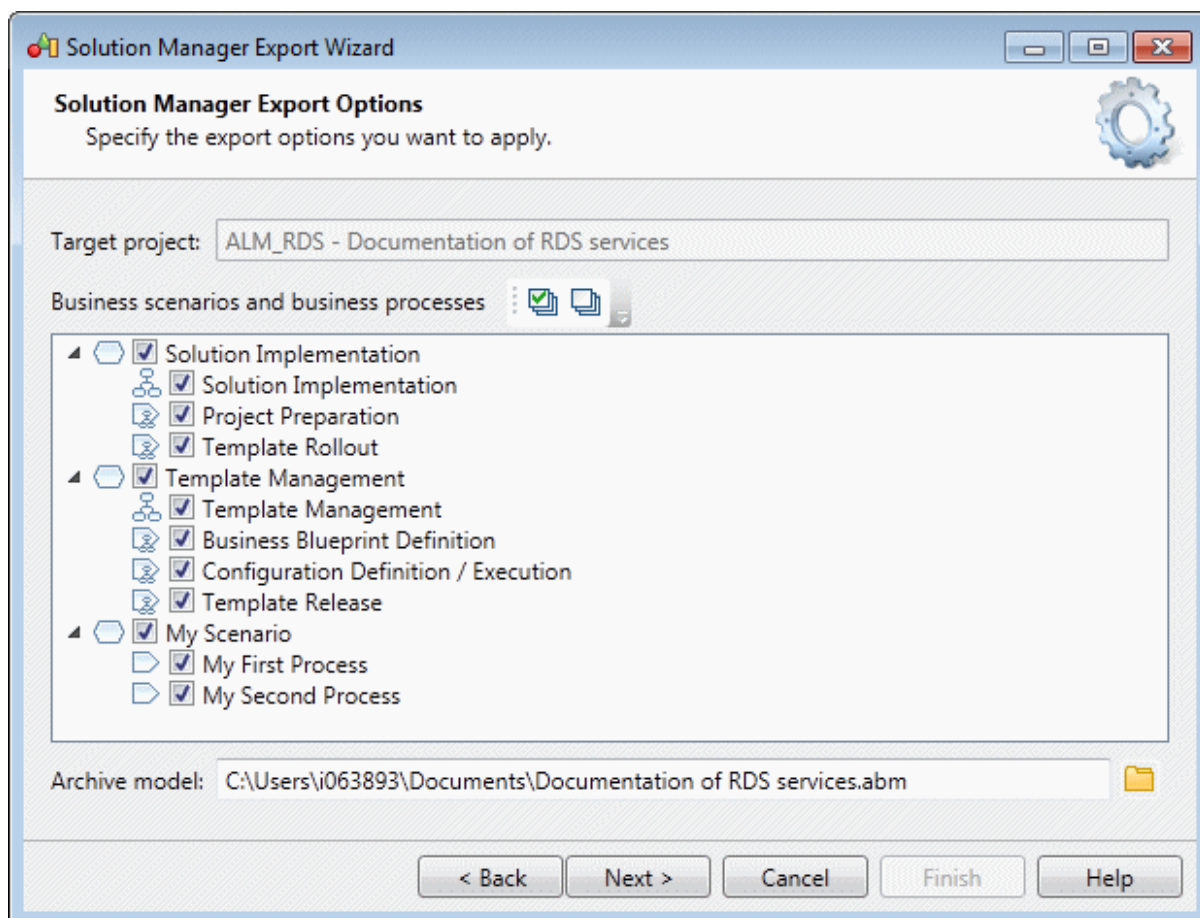 Solution Manager Export Wizard
Solution Manager Export Options
Specify the export options you want to apply.
Target project: ALM_RDS - Documentation of RDS services
Business scenarios and business processes
Solution Implementation
Solution Implementation
Project Preparation
Template Rollout
Template Management
Template Management
Business Blueprint Definition
Configuration Definition / Execution
Template Release
My Scenario
My First Process
My Second Process
Archive model: C:\Users\i063893\Documents\Documentation of RDS services.abm
< Back Next > Cancel Finish Help